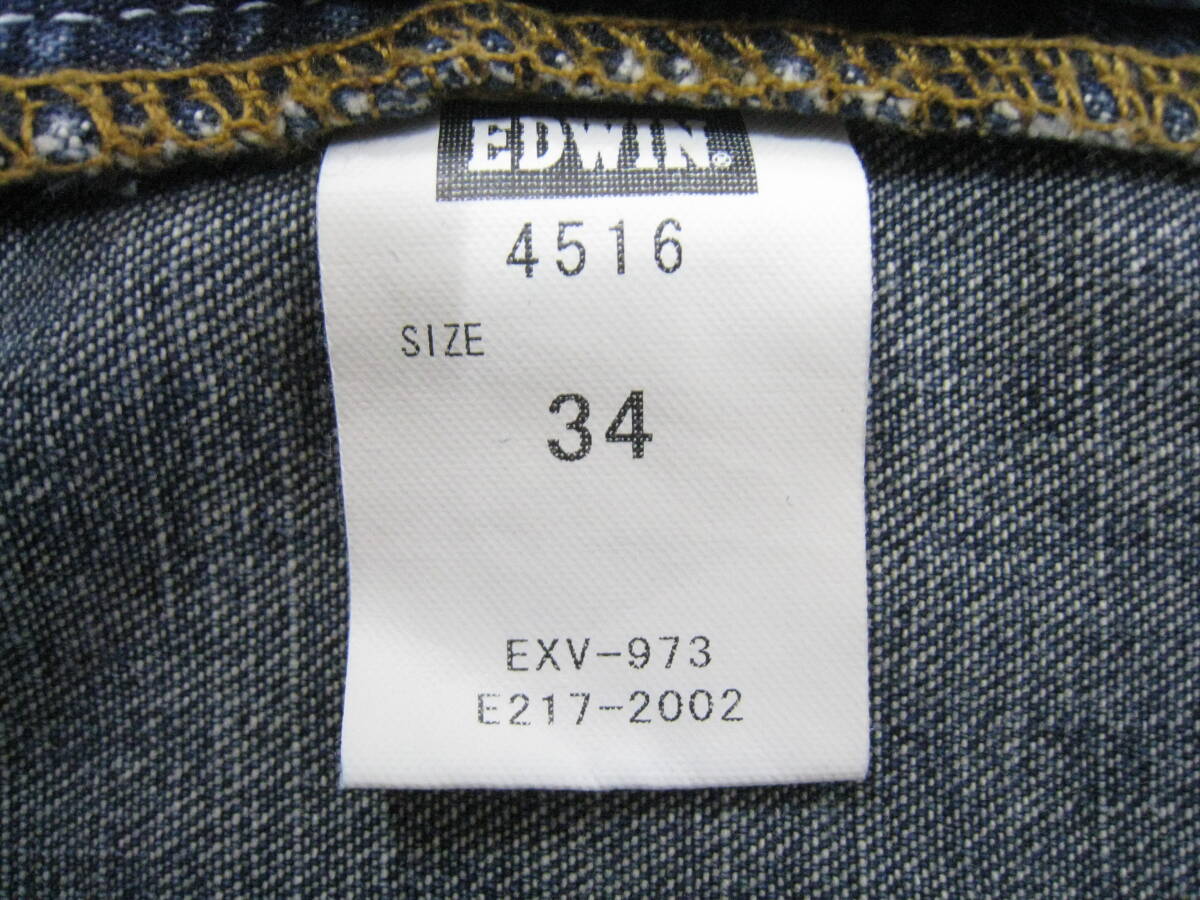 EDWIN®
4516
SIZE
34
EXV-973
E217-2002